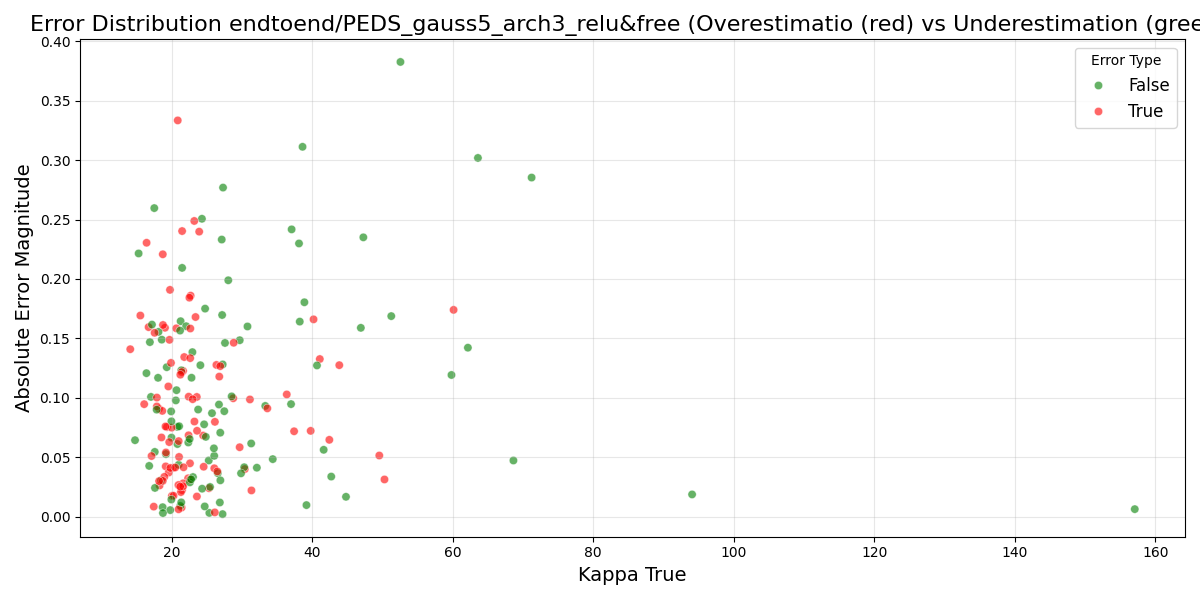 Error Distribution endtoend/PEDS_gauss5_arch3_relu&free (Overestimatio (red) vs Underestimation (gree
Error Type
False
True
Absolute Error Magnitude
0.40
0.35
0.30
0.25
0.20
0.15
0.10
0.05
0.00
20 40 60 80 100 120 140 160
Kappa True